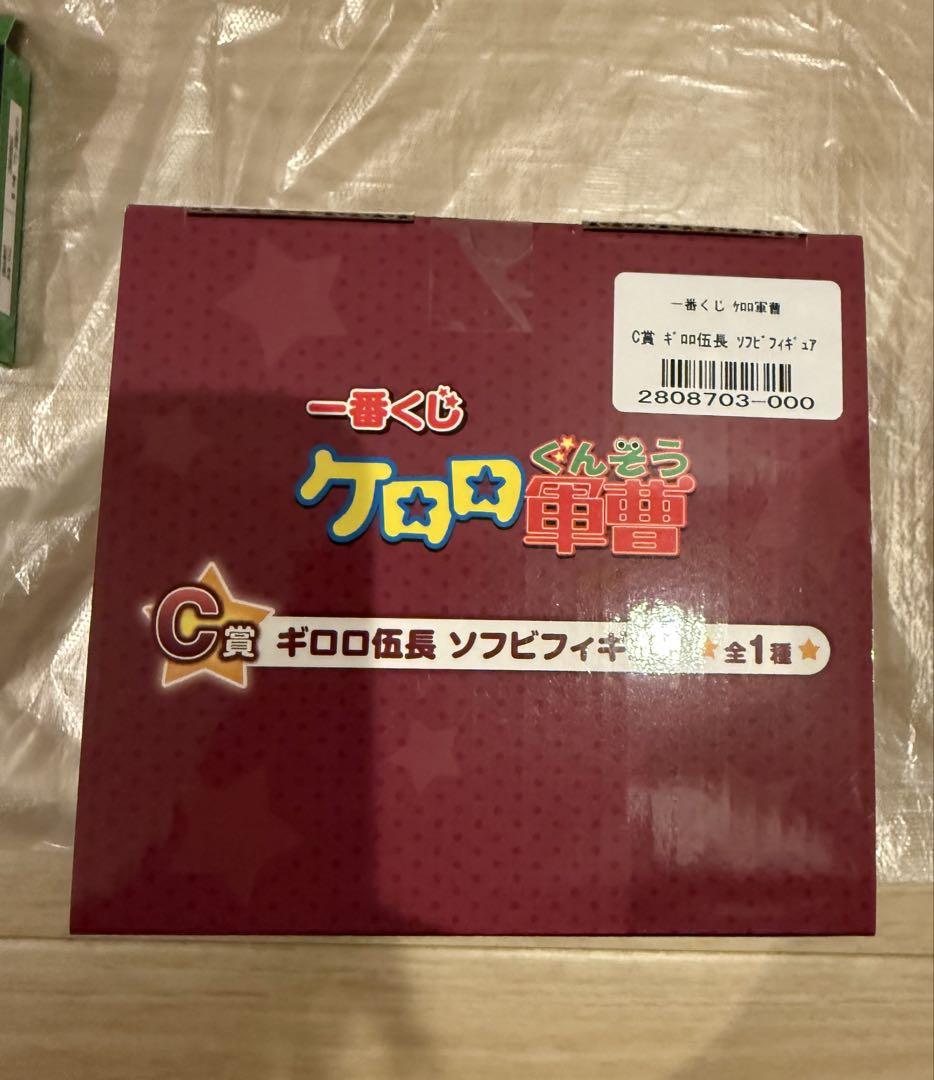 一番くじ ｹﾛﾛ軍曹
C賞 ｷﾞﾛﾛ伍長 ｿﾌﾋﾞﾌｨｷﾞｭｱ
2808703-000
一番くじ
ぐんそう
ケロロ軍曹
C賞 ギロロ伍長 ソフビフィギ 全1種